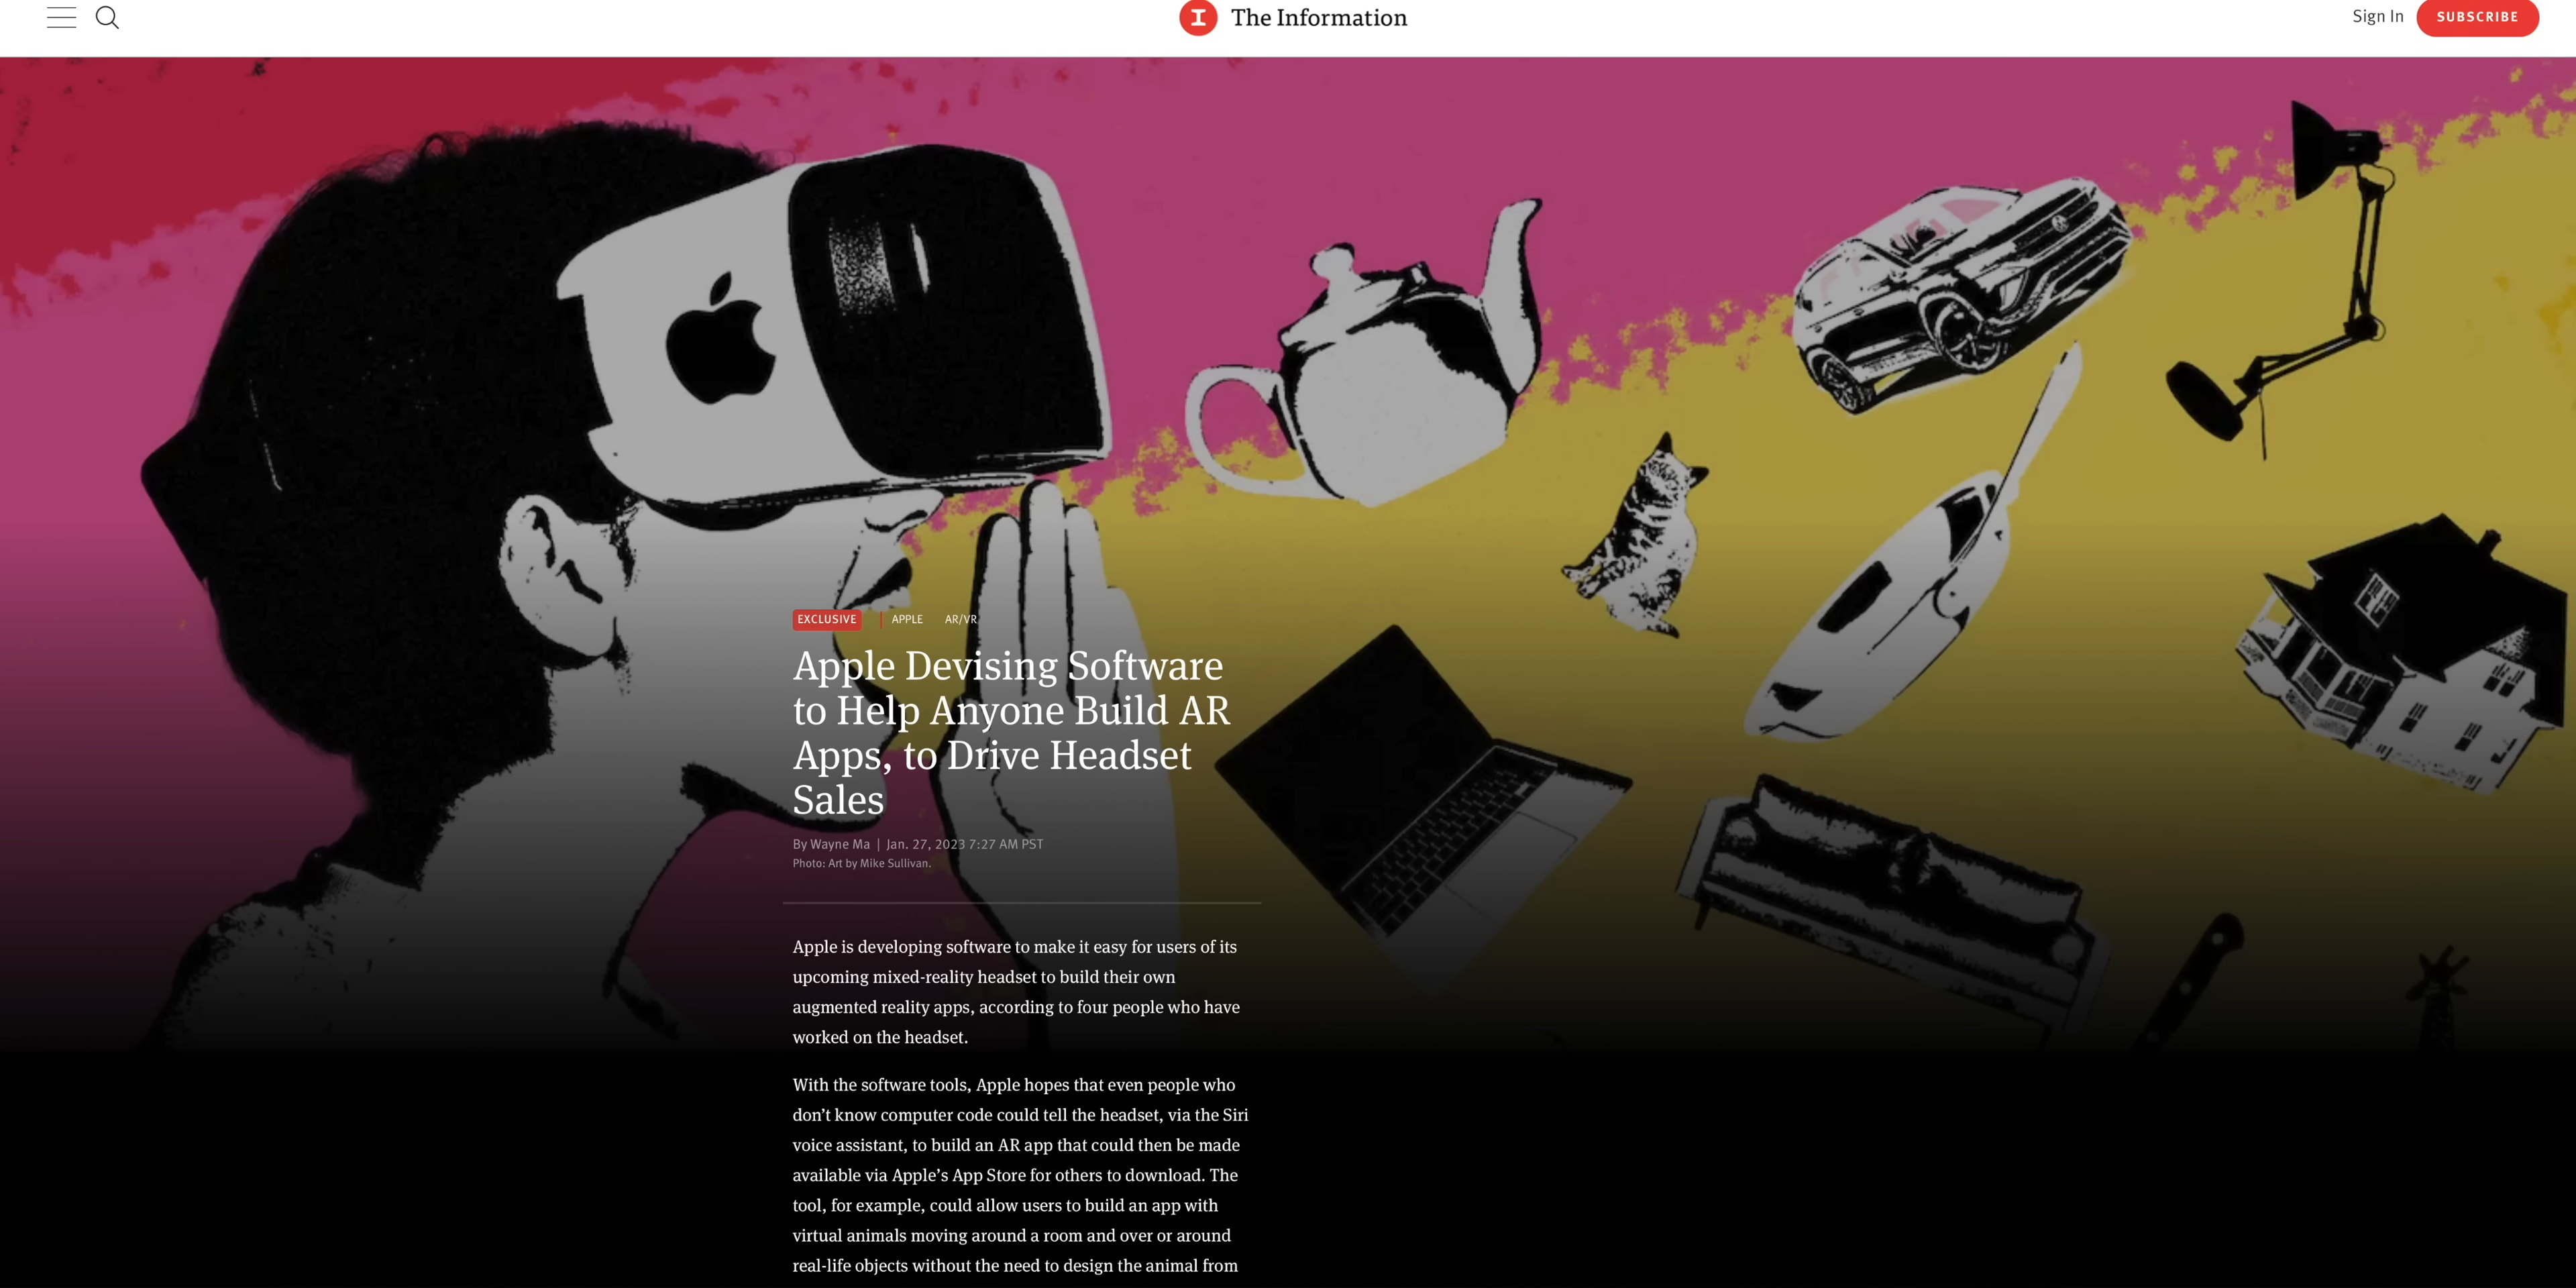 The Information
Sign In
SUBSCRIBE
EXCLUSIVE | APPLE AR/VR
Apple Devising Software
to Help Anyone Build AR
Apps, to Drive Headset
Sales
By Wayne Ma | Jan. 27, 2023 7:27 AM PST
Photo: Art by Mike Sullivan.
Apple is developing software to make it easy for users of its
upcoming mixed-reality headset to build their own
augmented reality apps, according to four people who have
worked on the headset.
With the software tools, Apple hopes that even people who
don’t know computer code could tell the headset, via the Siri
voice assistant, to build an AR app that could then be made
available via Apple’s App Store for others to download. The
tool, for example, could allow users to build an app with
virtual animals moving around a room and over or around
real-life objects without the need to design the animal from